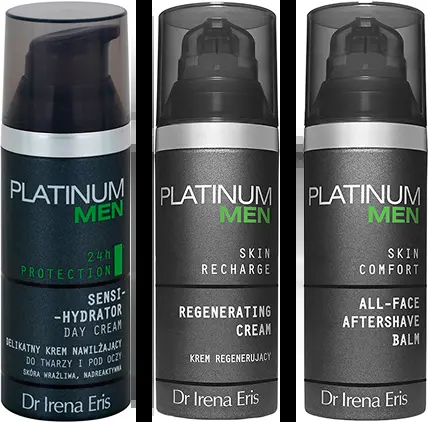 PLATINUM
MEN
24h
PROTECTION
SENSI-
-HYDRATOR
DAY CREAM
DELIKATNY KREM NAWILŻAJĄCY
DO TWARZY I POD OCZY
SKÓRA WRAŻLIWA, NADREAKTYWNA
Dr Irena Eris
PLATINUM
MEN
SKIN
RECHARGE
REGENERATING
CREAM
KREM REGENERUJĄCY
Dr Irena Eris
PLATINUM
MEN
SKIN
COMFORT
ALL-FACE
AFTERSHAVE
BALM
Dr Irena Eris